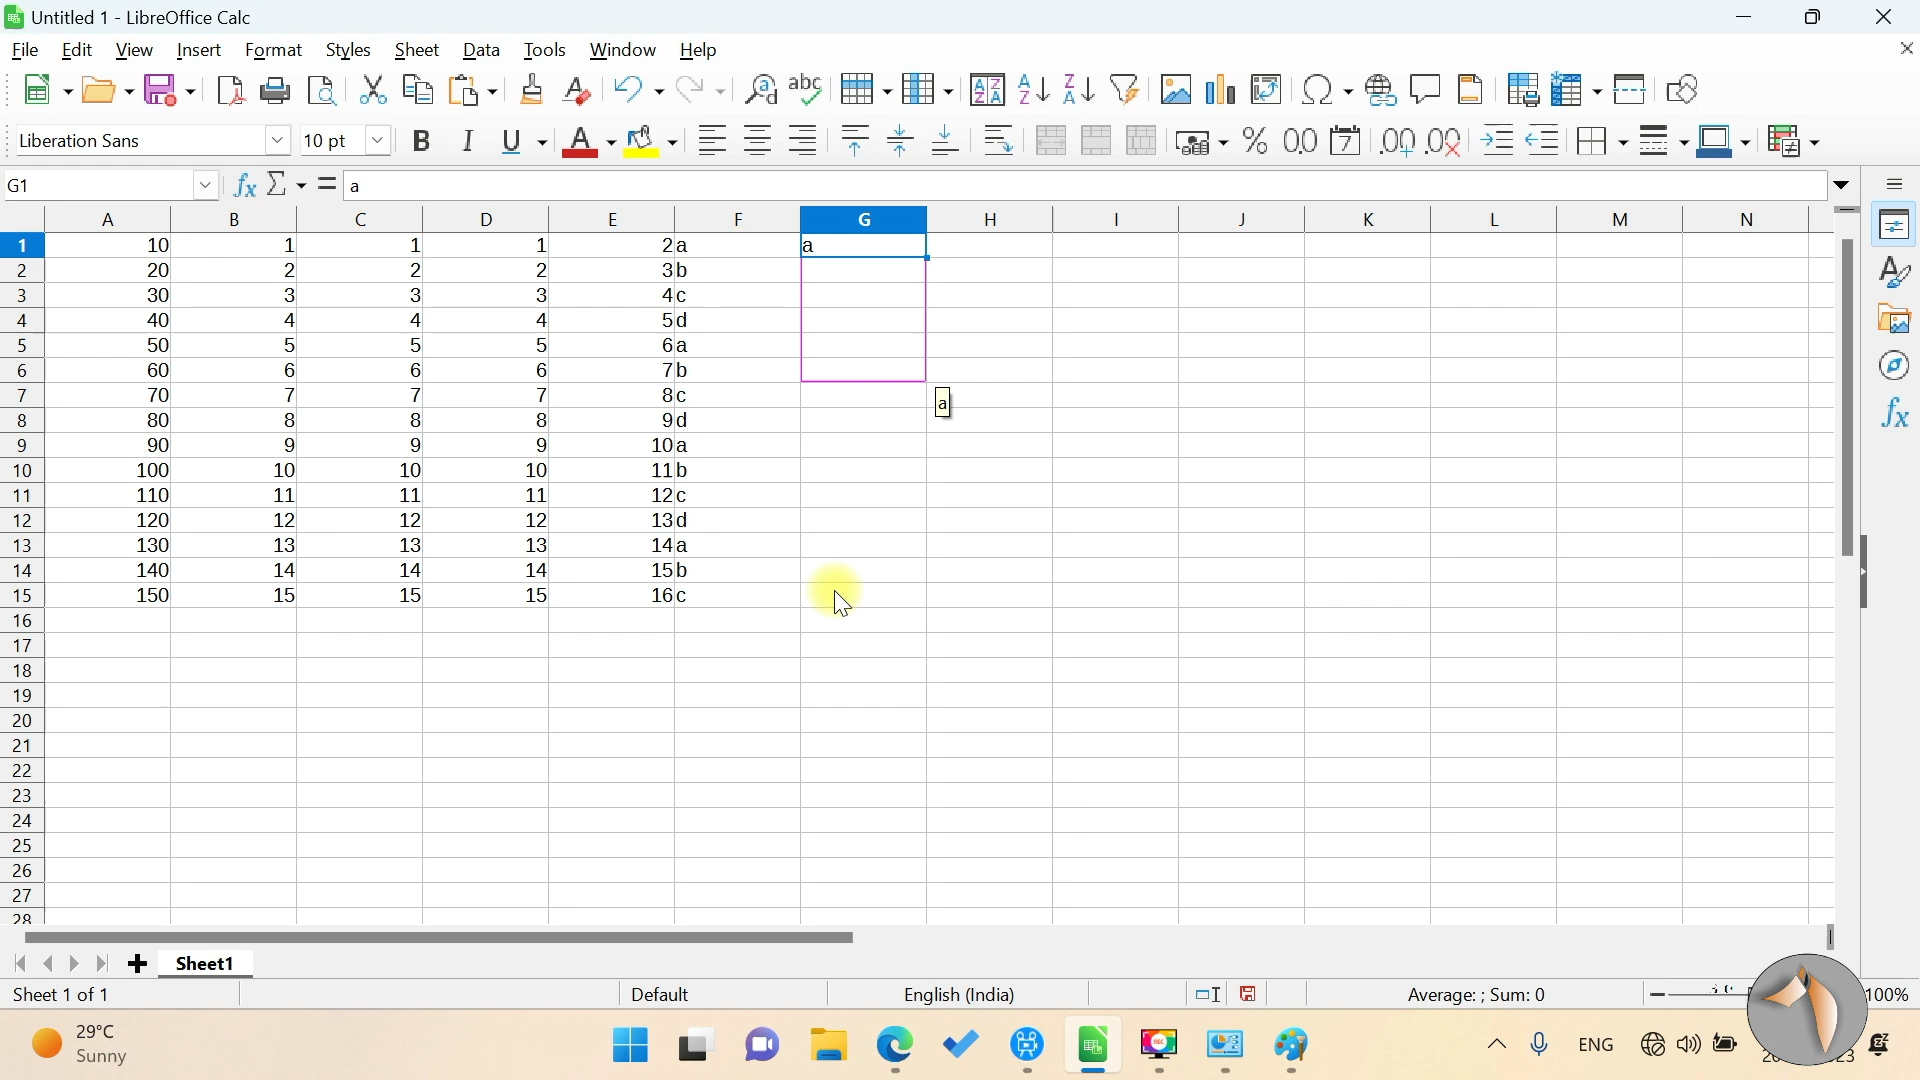 Untitled 1 - LibreOffice Calc
File Edit View Insert Format Styles Sheet Data Tools Window Help
Liberation Sans 10 pt
G1 a
A B C D E F G H I J K L M N
1 10 1 1 1 2 a a
2 20 2 2 2 3 b
3 30 3 3 3 4 c
4 40 4 4 4 5 d
5 50 5 5 5 6 a
6 60 6 6 6 7 b
7 70 7 7 7 8 c a
8 80 8 8 8 9 d
9 90 9 9 9 10 a
10 100 10 10 10 11 b
11 110 11 11 11 12 c
12 120 12 12 12 13 d
13 130 13 13 13 14 a
14 140 14 14 14 15 b
15 150 15 15 15 16 c
16
17
18
19
20
21
22
23
24
25
26
27
28
Sheet1
Sheet 1 of 1 Default English (India) Average: ; Sum: 0 100%
29°C
Sunny
ENG